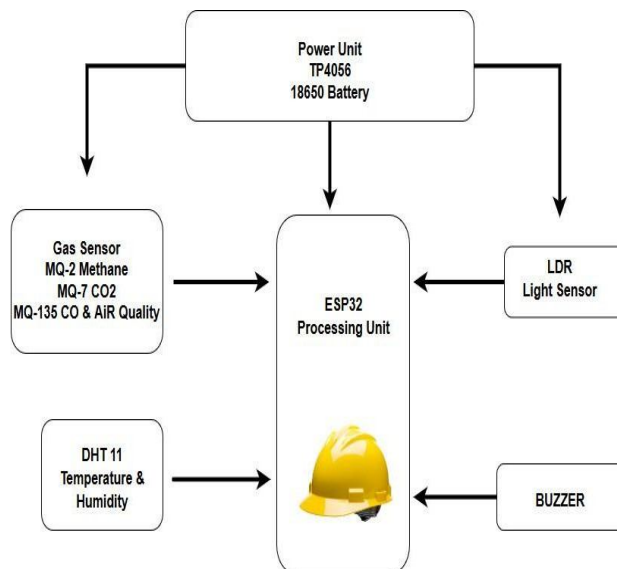 Power Unit
TP4056
18650 Battery
Gas Sensor
MQ-2 Methane
MQ-7 CO2
MQ-135 CO & AiR Quality
ESP32
Processing Unit
LDR
Light Sensor
DHT 11
Temperature &
Humidity
BUZZER